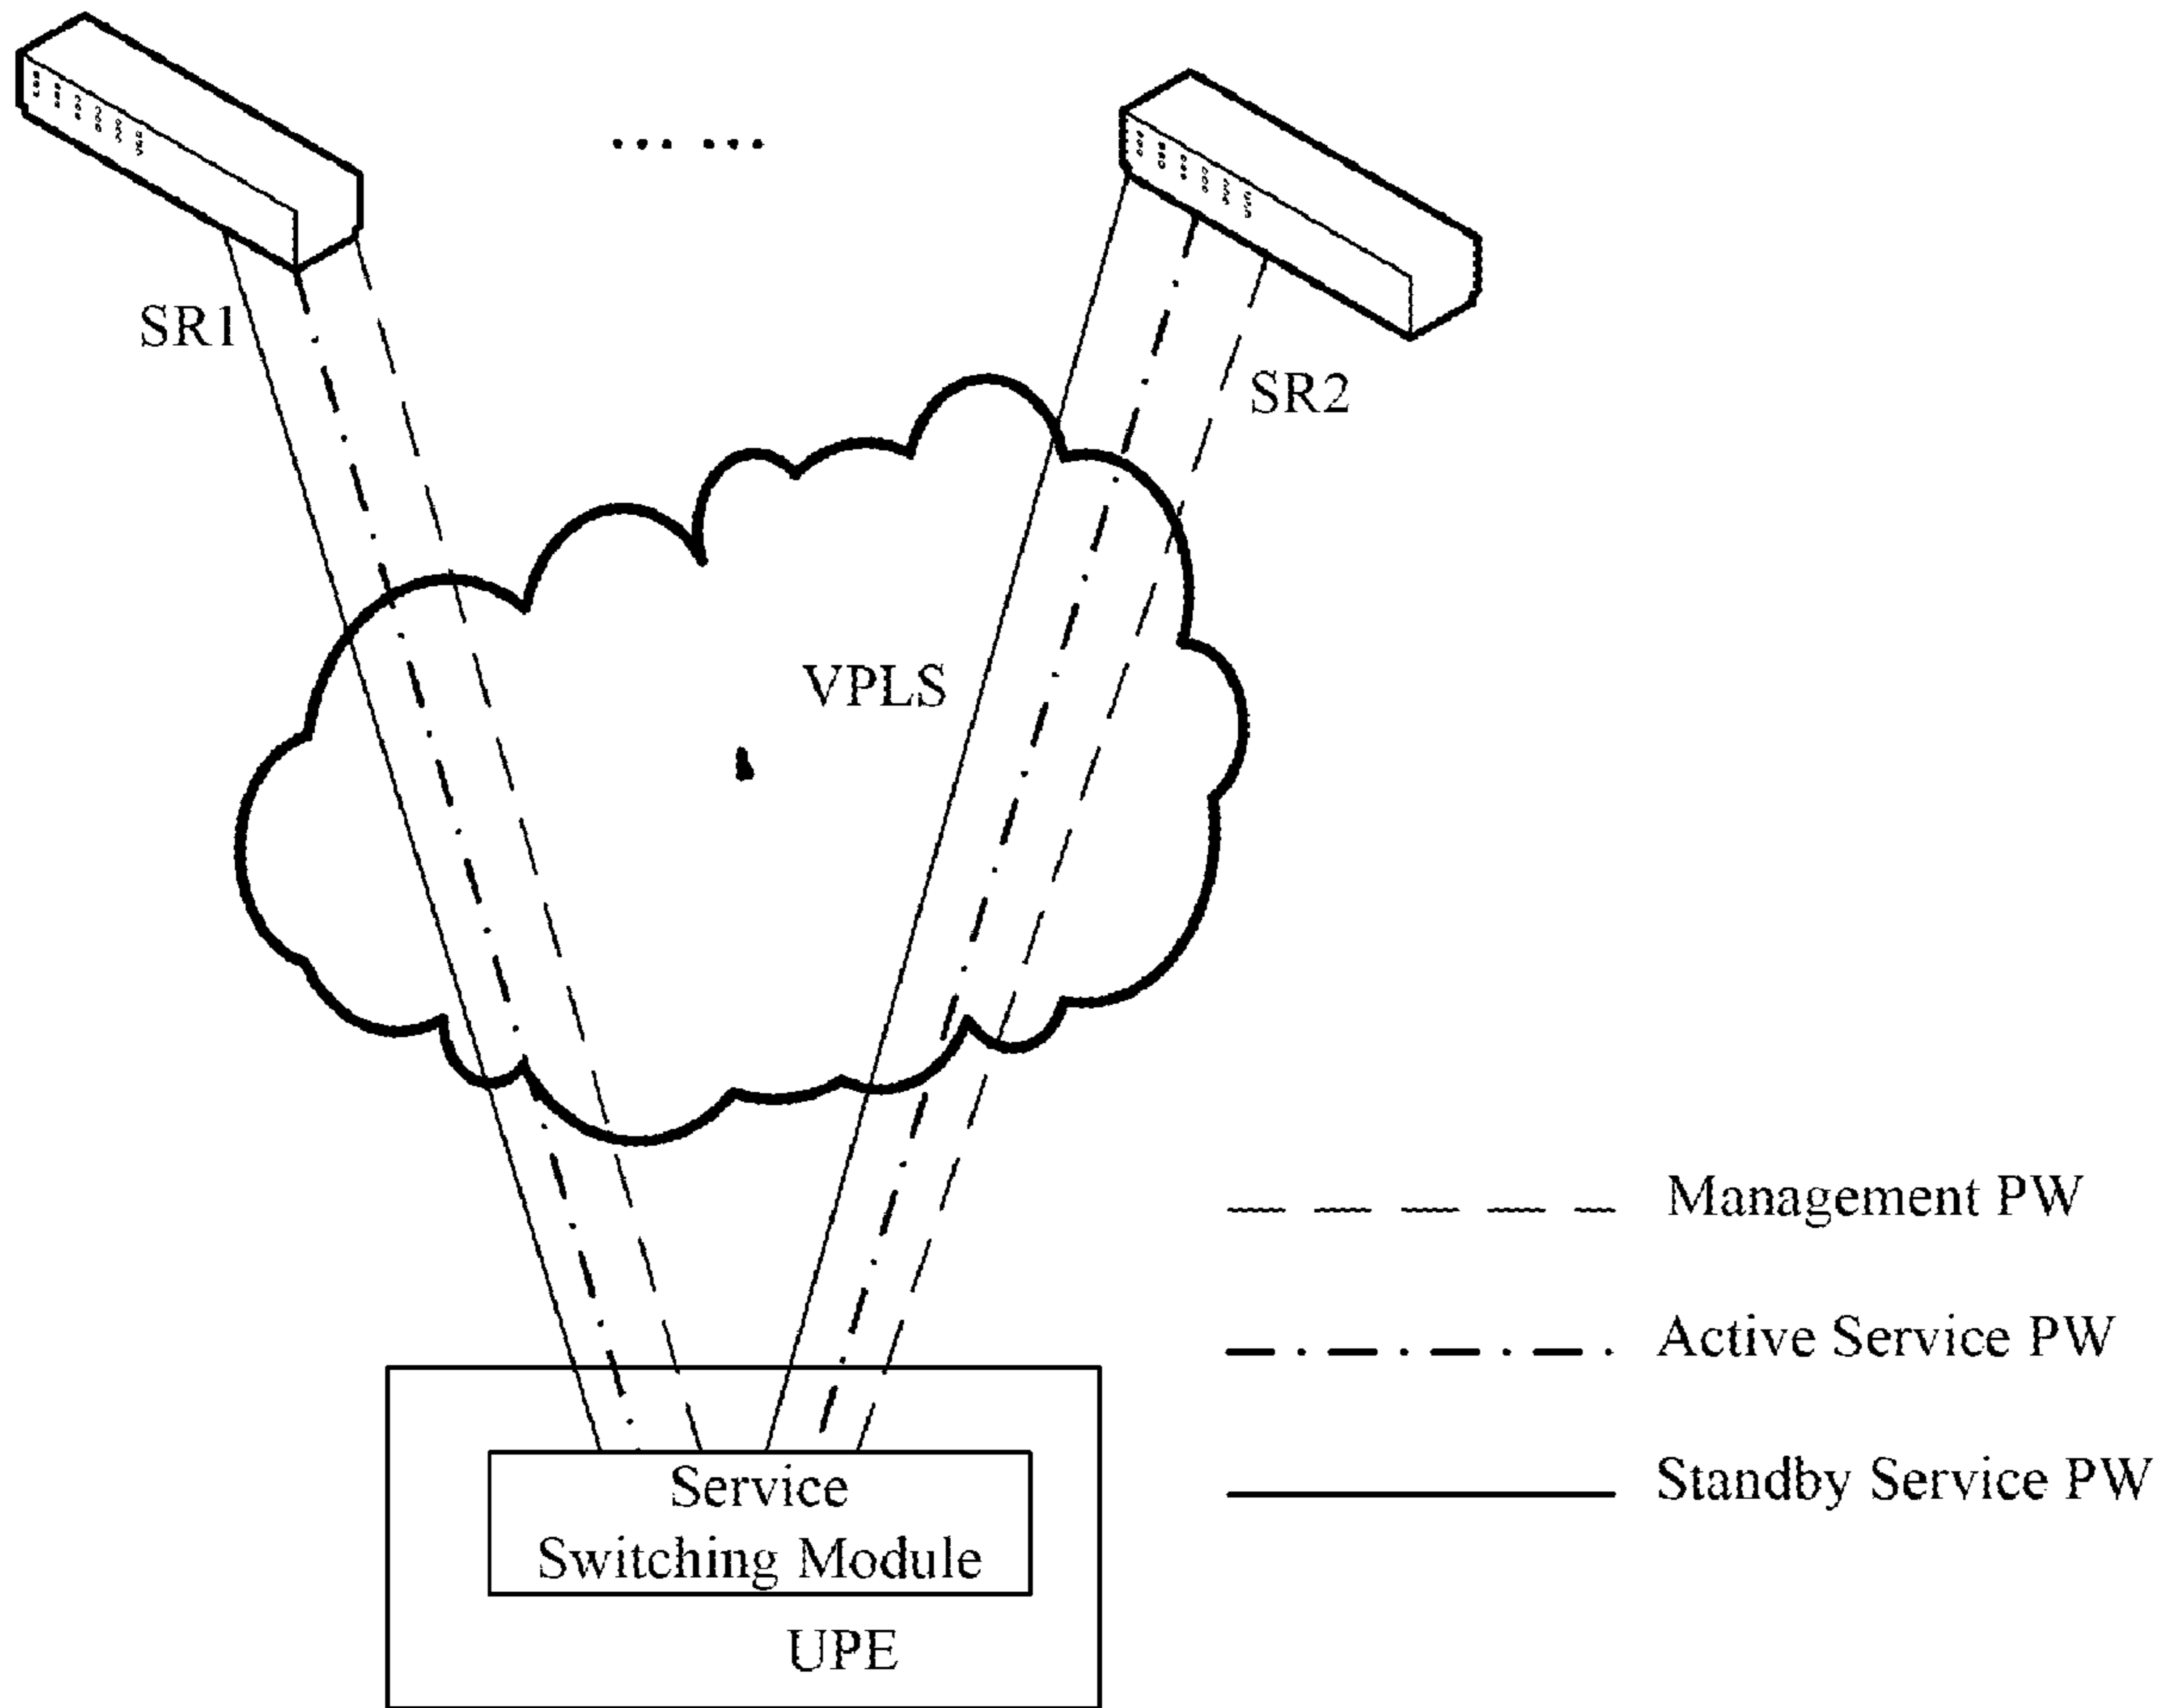 SR1
SR2
VPLS
Management PW
Active Service PW
Standby Service PW
Service
Switching Module
UPE